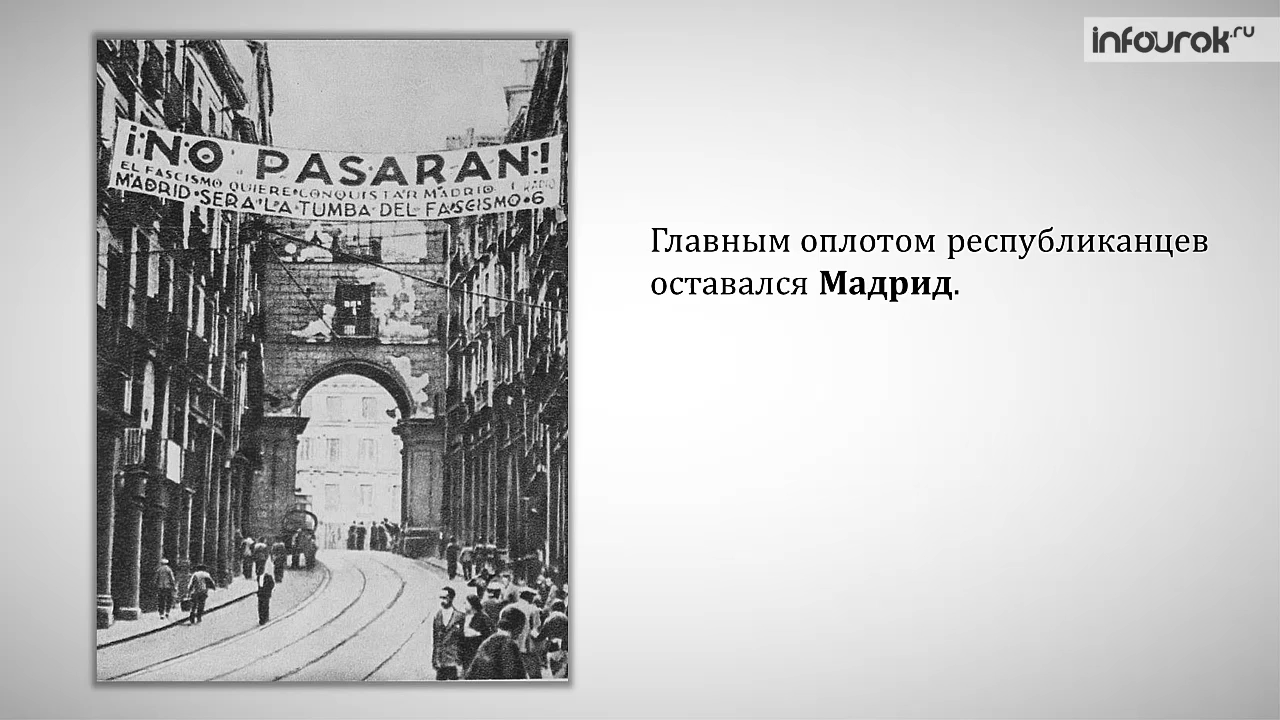 infourok.ru
¡NO PASARAN!
EL FASCISMO QUIERE CONQUISTAR MADRID
MADRID SERA LA TUMBA DEL FASCISMO
Главным оплотом республиканцев
оставался Мадрид.